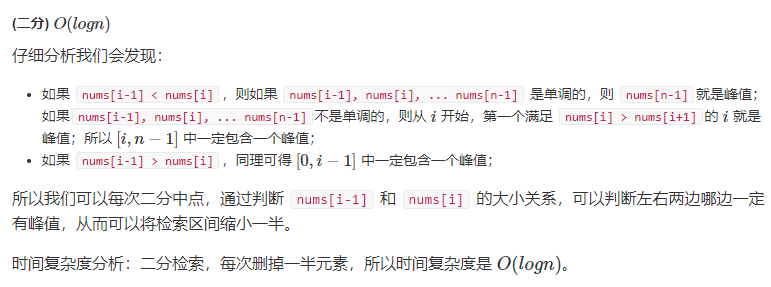 (二分) O(logn)
仔细分析我们会发现：
• 如果 nums[i-1] < nums[i] ，则如果 nums[i-1], nums[i], ... nums[n-1] 是单调的，则 nums[n-1] 就是峰值；
如果 nums[i-1], nums[i], ... nums[n-1] 不是单调的，则从 i 开始，第一个满足 nums[i] > nums[i+1] 的 i 就是
峰值；所以 [i, n − 1] 中一定包含一个峰值；
• 如果 nums[i-1] > nums[i] ，同理可得 [0, i − 1] 中一定包含一个峰值；
所以我们可以每次二分中点，通过判断 nums[i-1] 和 nums[i] 的大小关系，可以判断左右两边哪边一定
有峰值，从而可以将检索区间缩小一半。
时间复杂度分析：二分检索，每次删掉一半元素，所以时间复杂度是 O(logn)。